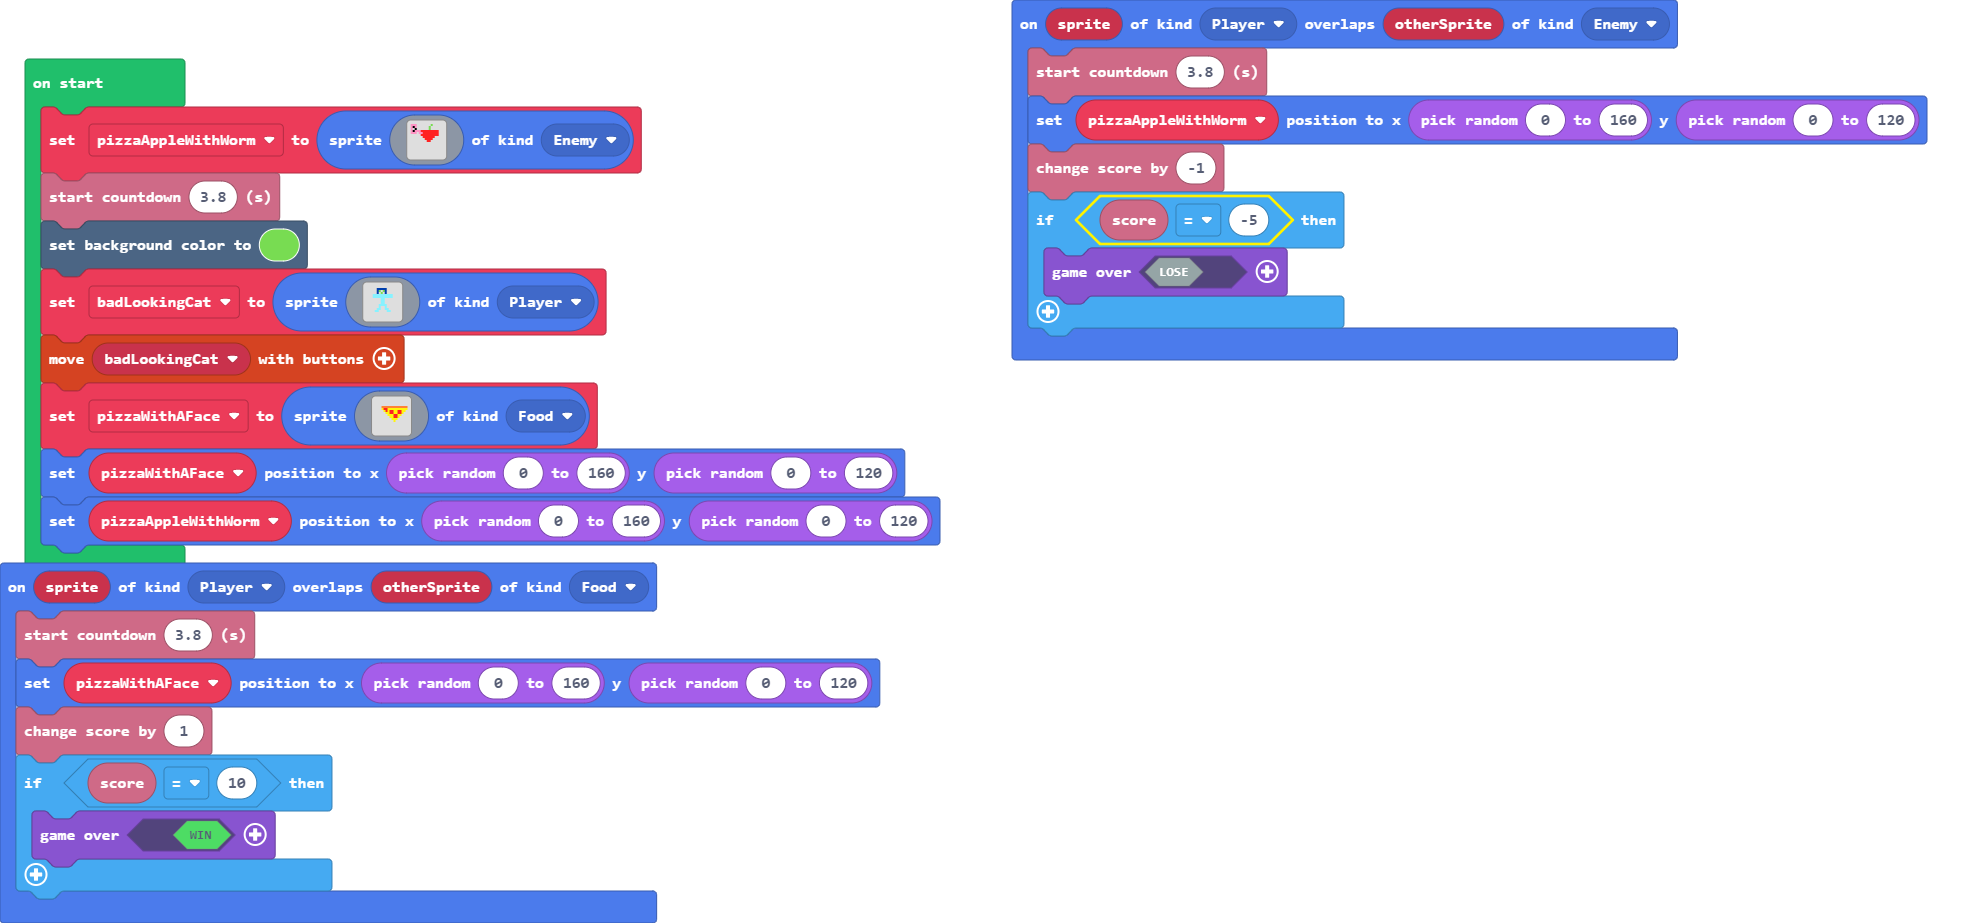 on start
set pizzaAppleWithWorm to sprite of kind Enemy
start countdown 3.8 (s)
set background color to
set badLookingCat to sprite of kind Player
move badLookingCat with buttons
set pizzaWithAFace to sprite of kind Food
set pizzaWithAFace position to x pick random 0 to 160 y pick random 0 to 120
set pizzaAppleWithWorm position to x pick random 0 to 160 y pick random 0 to 120
on sprite of kind Player overlaps otherSprite of kind Food
start countdown 3.8 (s)
set pizzaWithAFace position to x pick random 0 to 160 y pick random 0 to 120
change score by 1
if score = 10 then
game over WIN
on sprite of kind Player overlaps otherSprite of kind Enemy
start countdown 3.8 (s)
set pizzaAppleWithWorm position to x pick random 0 to 160 y pick random 0 to 120
change score by -1
if score = -5 then
game over LOSE